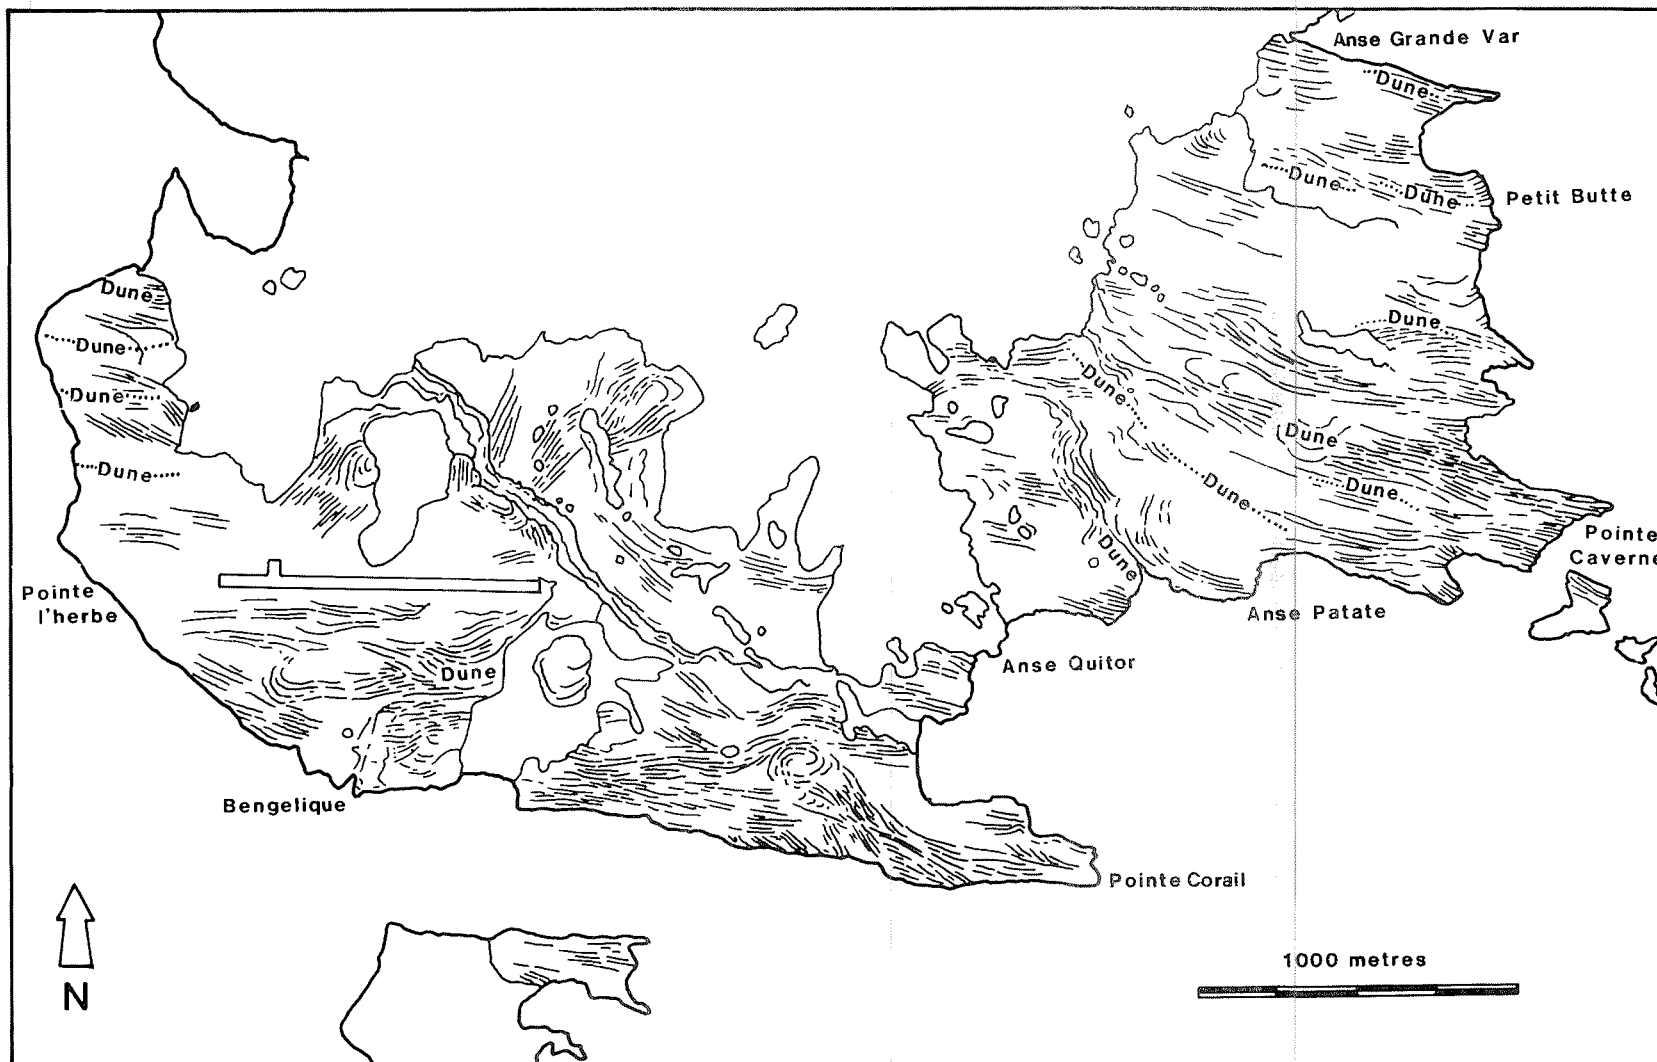 Anse Grande Var
Dune
Dune
Dune
Petit Butte
Dune
Dune
Dune
Dune
Dune
Dune
Dune
Dune
Dune
Dune
Pointe
Caverne
Dune
Pointe
l'herbe
Anse Patate
Anse Quitor
Dune
Bengelique
Pointe Corail
1000 metres
N